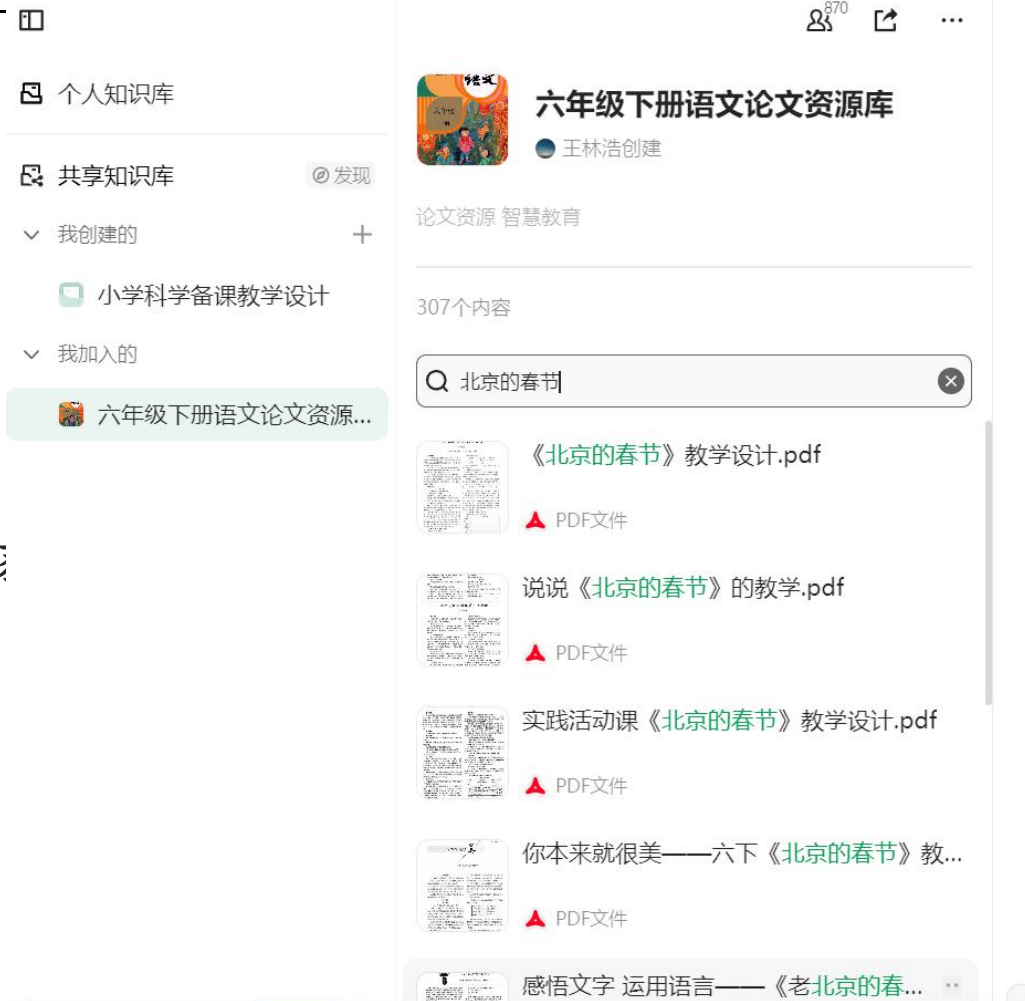 870
个人知识库
共享知识库
发现
我创建的
小学科学备课教学设计
我加入的
六年级下册语文论文资源...
六年级下册语文论文资源库
王林浩创建
论文资源 智慧教育
307个内容
北京的春节
《北京的春节》教学设计.pdf
PDF文件
说说《北京的春节》的教学.pdf
PDF文件
实践活动课《北京的春节》教学设计.pdf
PDF文件
你本来就很美——六下《北京的春节》教...
PDF文件
感悟文字 运用语言——《老北京的春...